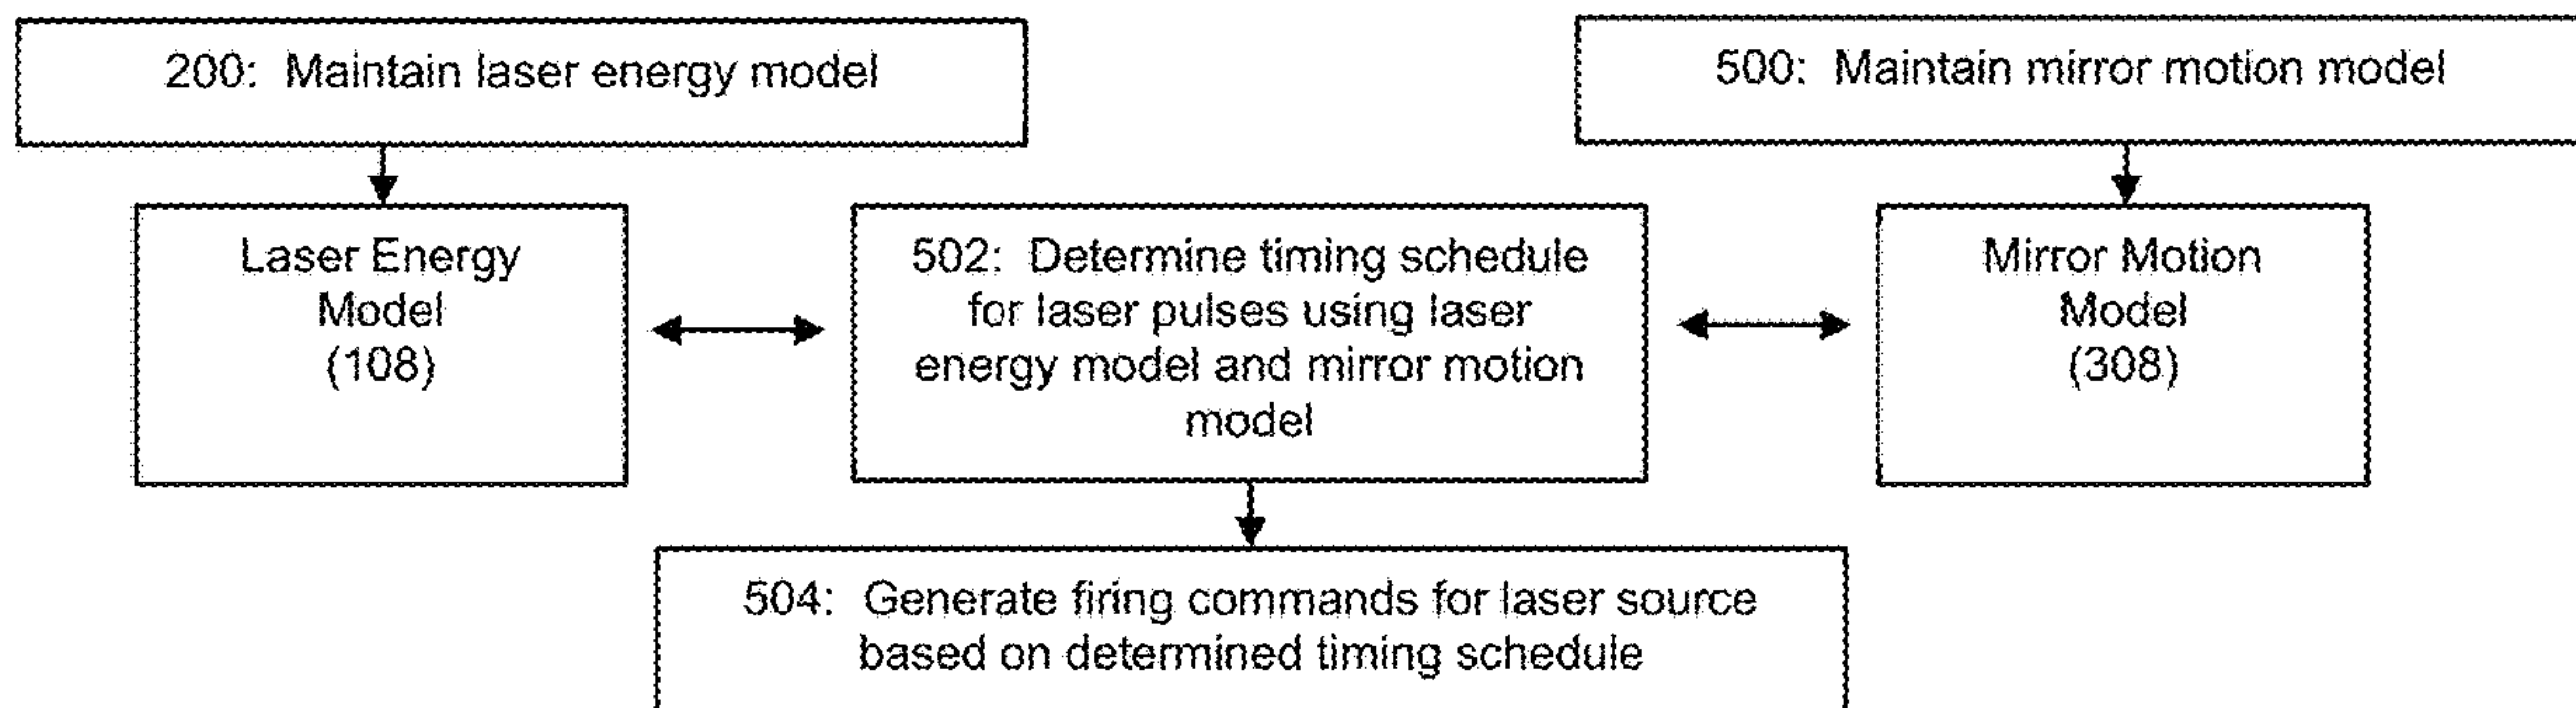 200: Maintain laser energy model
500: Maintain mirror motion model
Laser Energy
Model
(108)
502: Determine timing schedule
for laser pulses using laser
energy model and mirror motion
model
Mirror Motion
Model
(308)
504: Generate firing commands for laser source
based on determined timing schedule